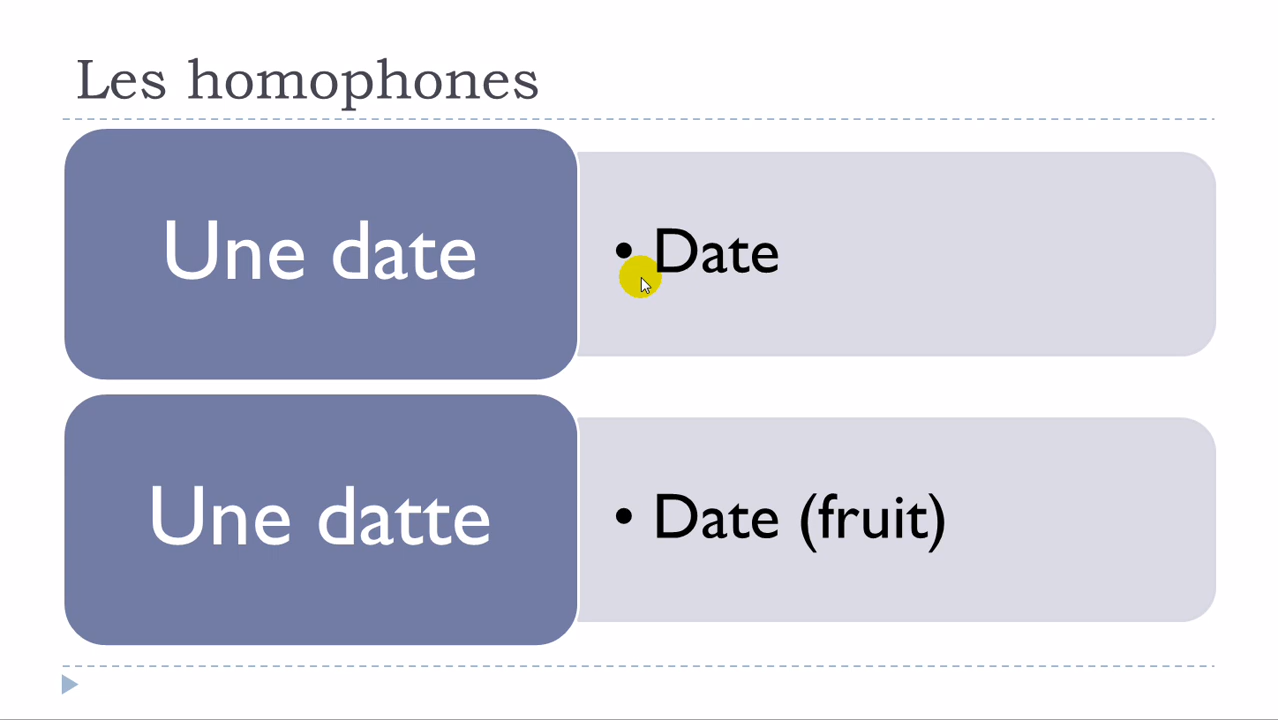 Les homophones
Une date
• Date
Une datte
• Date (fruit)